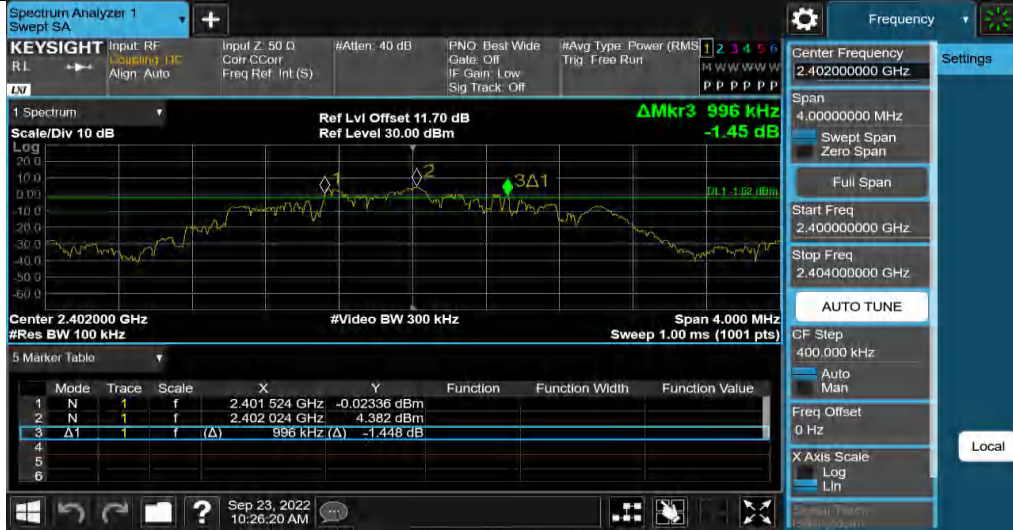 Spectrum Analyzer 1
Swept SA
+
Frequency
KEYSIGHT
RL
LXI
Input: RF
Coupling: DC
Align: Auto
Input Z: 50 Ω
Corr CCorr
Freq Ref: Int (S)
#Atten: 40 dB
PNO: Best Wide
Gate: Off
IF Gain: Low
Sig Track: Off
#Avg Type: Power (RMS
Trig: Free Run
1 2 3 4 5 6
M W W W W W
P P P P P P
1 Spectrum
Scale/Div 10 dB
Ref Lvl Offset 11.70 dB
Ref Level 30.00 dBm
ΔMkr3 996 kHz
-1.45 dB
Log
20.0
10.0
0.00
-10.0
-20.0
-30.0
-40.0
-50.0
-60.0
1
2
3Δ1
DL1 -1.62 dBm
Center 2.402000 GHz
#Video BW 300 kHz
Span 4.000 MHz
#Res BW 100 kHz
Sweep 1.00 ms (1001 pts)
5 Marker Table
Mode Trace Scale X Y Function Function Width Function Value
1 N 1 f 2.401 524 GHz -0.02336 dBm
2 N 1 f 2.402 024 GHz 4.382 dBm
3 Δ1 1 f (Δ) 996 kHz (Δ) -1.448 dB
4
5
6
Sep 23, 2022
10:26:20 AM
?
Center Frequency
2.402000000 GHz
Settings
Span
4.00000000 MHz
Swept Span
Zero Span
Full Span
Start Freq
2.400000000 GHz
Stop Freq
2.404000000 GHz
AUTO TUNE
CF Step
400.000 kHz
Auto
Man
Freq Offset
0 Hz
X Axis Scale
Log
Lin
Local